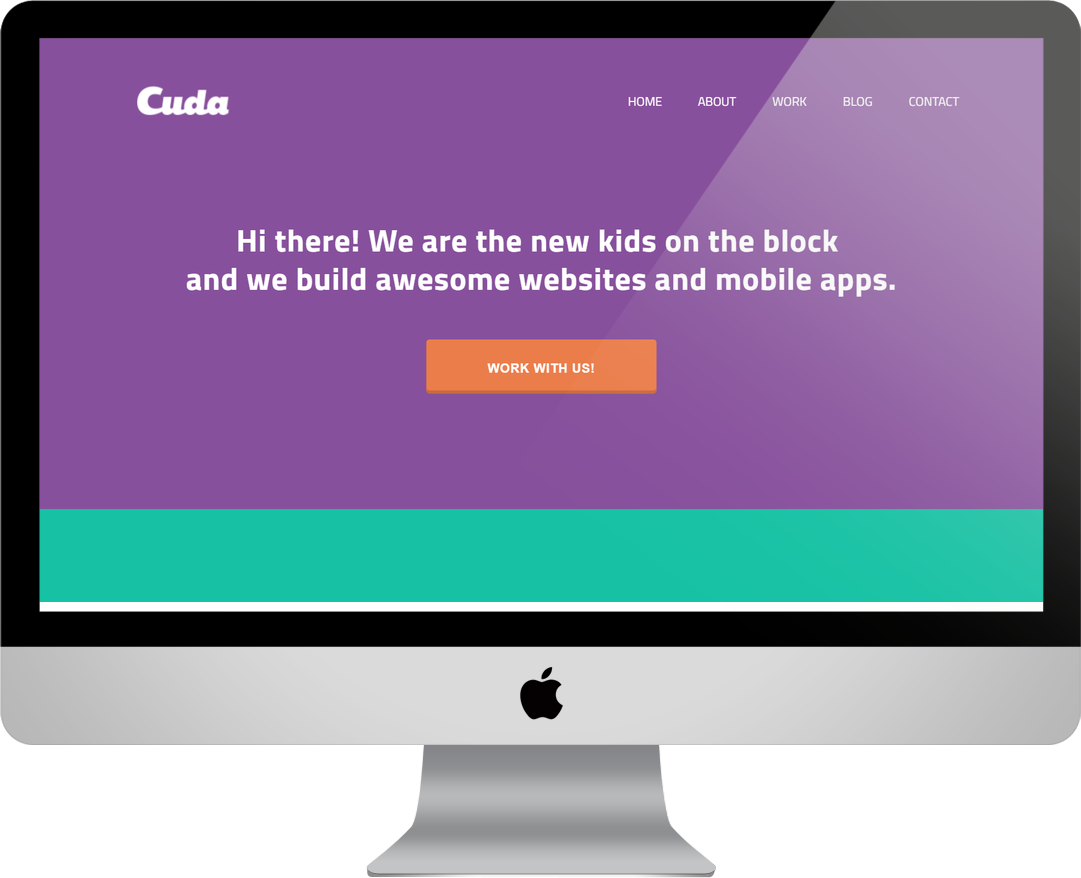 Cuda
HOME ABOUT WORK BLOG CONTACT
Hi there! We are the new kids on the block
and we build awesome websites and mobile apps.
WORK WITH US!